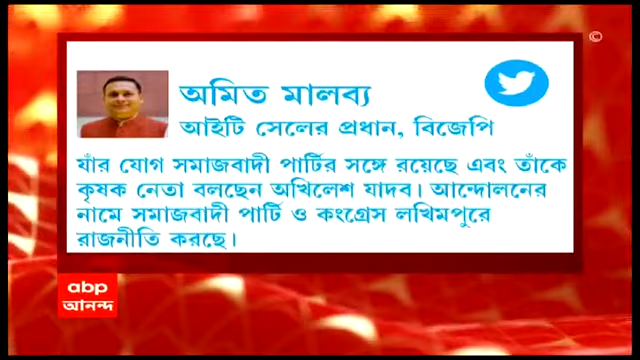 ©
অমিত মালব্য
আইটি সেলের প্রধান, বিজেপি
যাঁর যোগ সমাজবাদী পার্টির সঙ্গে রয়েছে এবং তাঁকে
কৃষক নেতা বলছেন অখিলেশ যাদব। আন্দোলনের
নামে সমাজবাদী পার্টি ও কংগ্রেস লখিমপুরে
রাজনীতি করছে।
abp
আনন্দ